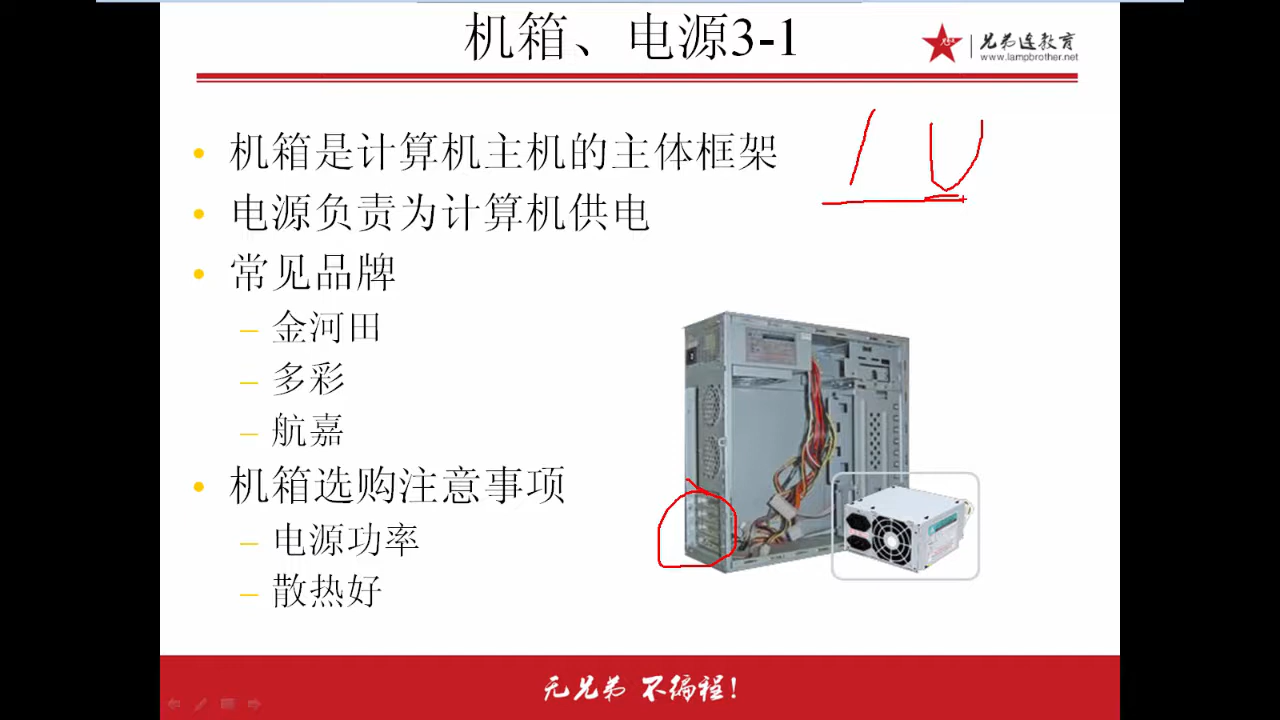 机箱、电源3-1
兄弟连教育
www.lampbrother.net
机箱是计算机主机的主体框架
1U
电源负责为计算机供电
常见品牌
金河田
多彩
航嘉
机箱选购注意事项
电源功率
散热好
无兄弟 不编程!